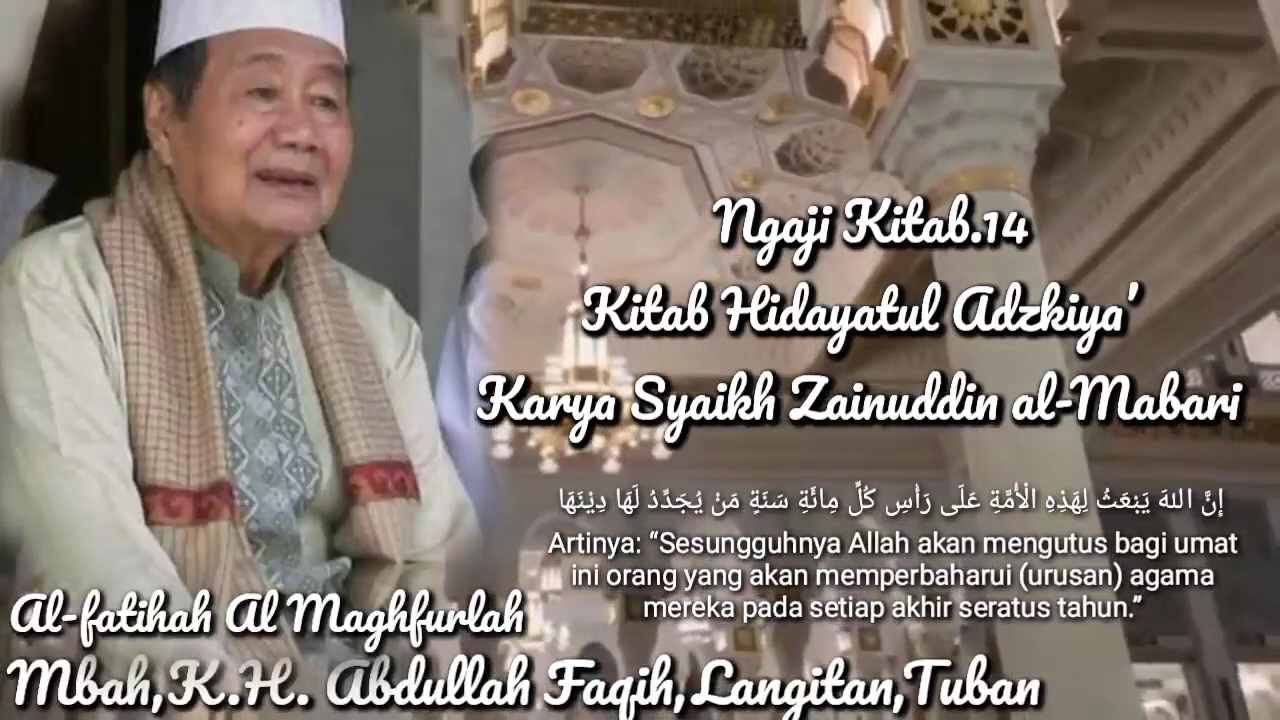 Ngaji Kitab.14
Kitab Hidayatul Adzkiya'
Karya Syaikh Zainuddin al-Mabari
إِنَّ اللهَ يَبْعَثُ لِهَذِهِ الْأُمَّةِ عَلَى رَأْسِ كُلِّ مِائَةِ سَنَةٍ مَنْ يُجَدِّدُ لَهَا دِيْنَهَا
Artinya: “Sesungguhnya Allah akan mengutus bagi umat
ini orang yang akan memperbaharui (urusan) agama
mereka pada setiap akhir seratus tahun.”
Al-fatihah Al Maghfurlah
Mbah,K.H. Abdullah Faqih,Langitan,Tuban